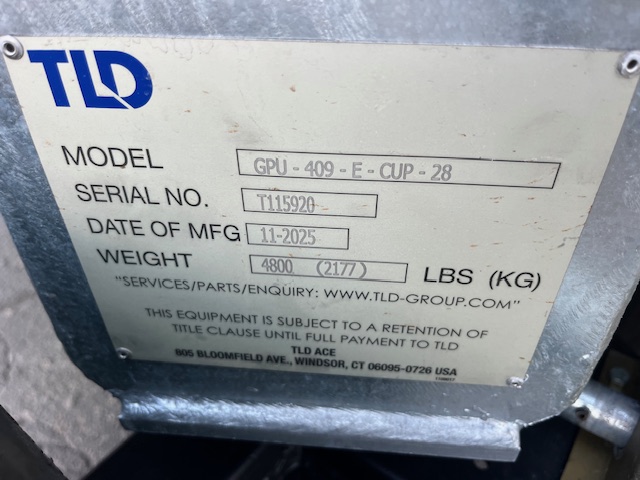 TLD
MODEL GPU - 409 - E - CUP - 28
SERIAL NO. T115920
DATE OF MFG 11-2025
WEIGHT 4800 (2177) LBS (KG)
"SERVICES/PARTS/ENQUIRY: WWW.TLD-GROUP.COM"
THIS EQUIPMENT IS SUBJECT TO A RETENTION OF
TITLE CLAUSE UNTIL FULL PAYMENT TO TLD
TLD ACE
805 BLOOMFIELD AVE., WINDSOR, CT 06095-0726 USA